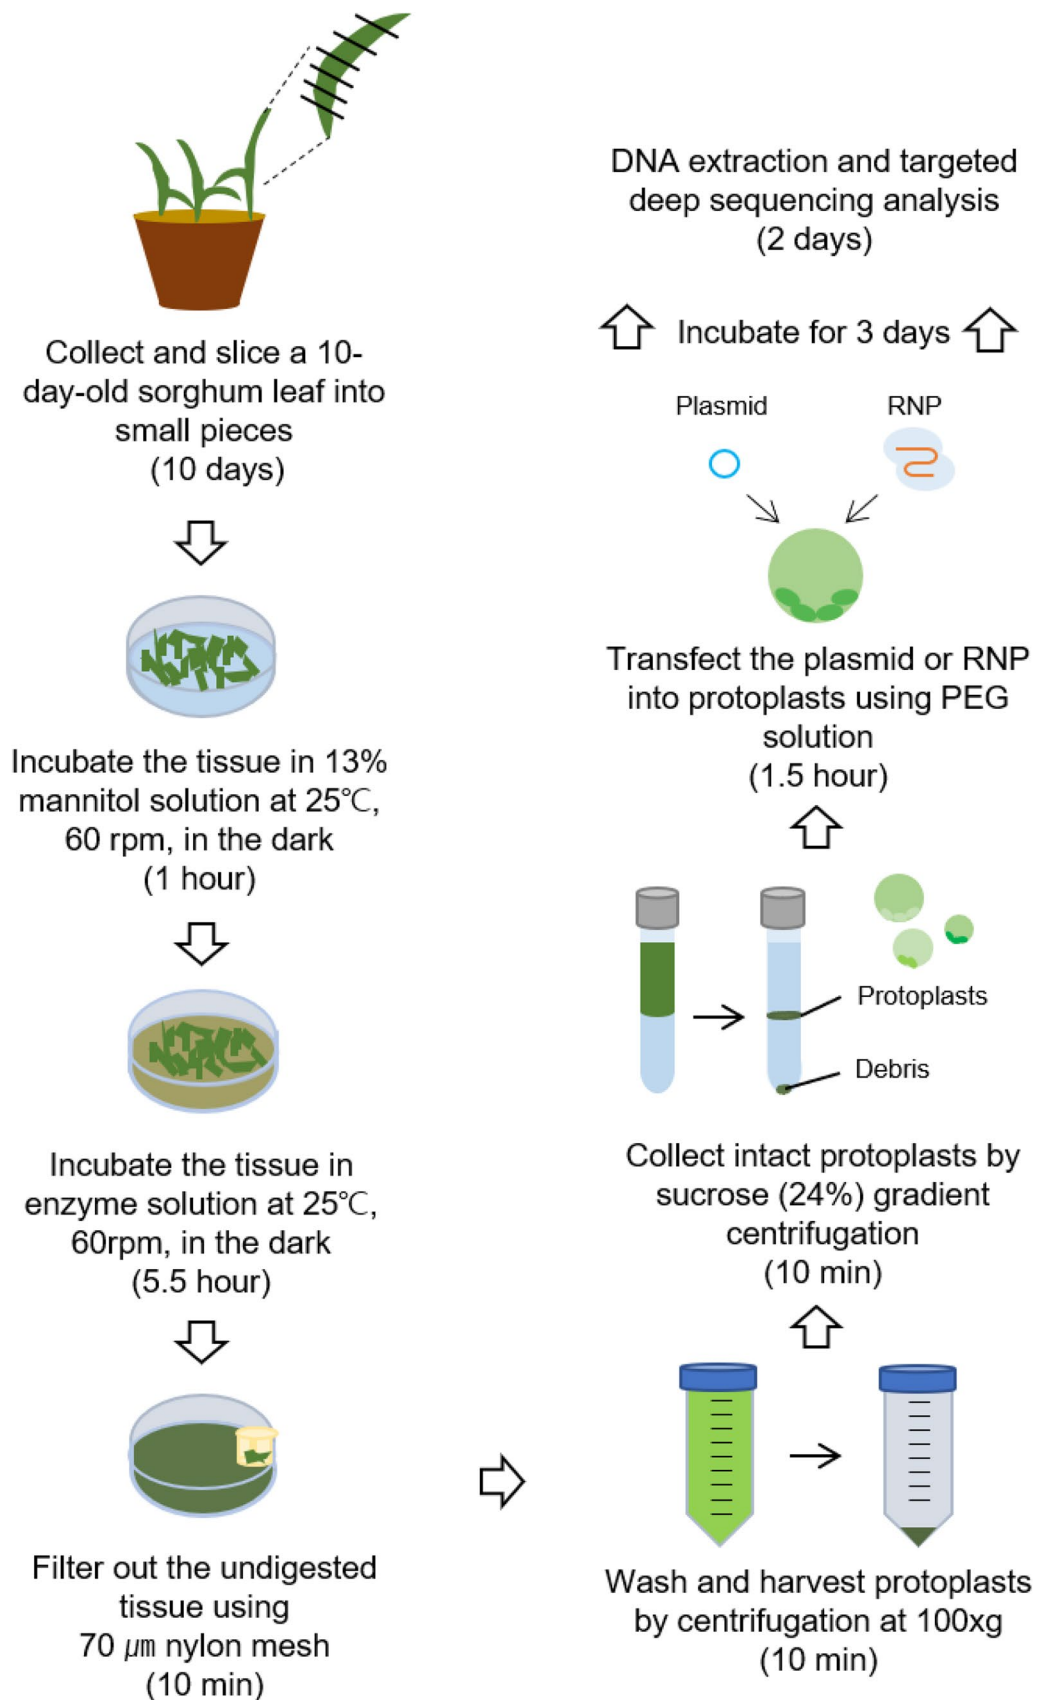 Collect and slice a 10-
day-old sorghum leaf into
small pieces
(10 days)
Incubate the tissue in 13%
mannitol solution at 25℃,
60 rpm, in the dark
(1 hour)
Incubate the tissue in
enzyme solution at 25℃,
60rpm, in the dark
(5.5 hour)
Filter out the undigested
tissue using
70 ㎛ nylon mesh
(10 min)
Wash and harvest protoplasts
by centrifugation at 100xg
(10 min)
Collect intact protoplasts by
sucrose (24%) gradient
centrifugation
(10 min)
Protoplasts
Debris
Transfect the plasmid or RNP
into protoplasts using PEG
solution
(1.5 hour)
Plasmid
RNP
Incubate for 3 days
DNA extraction and targeted
deep sequencing analysis
(2 days)